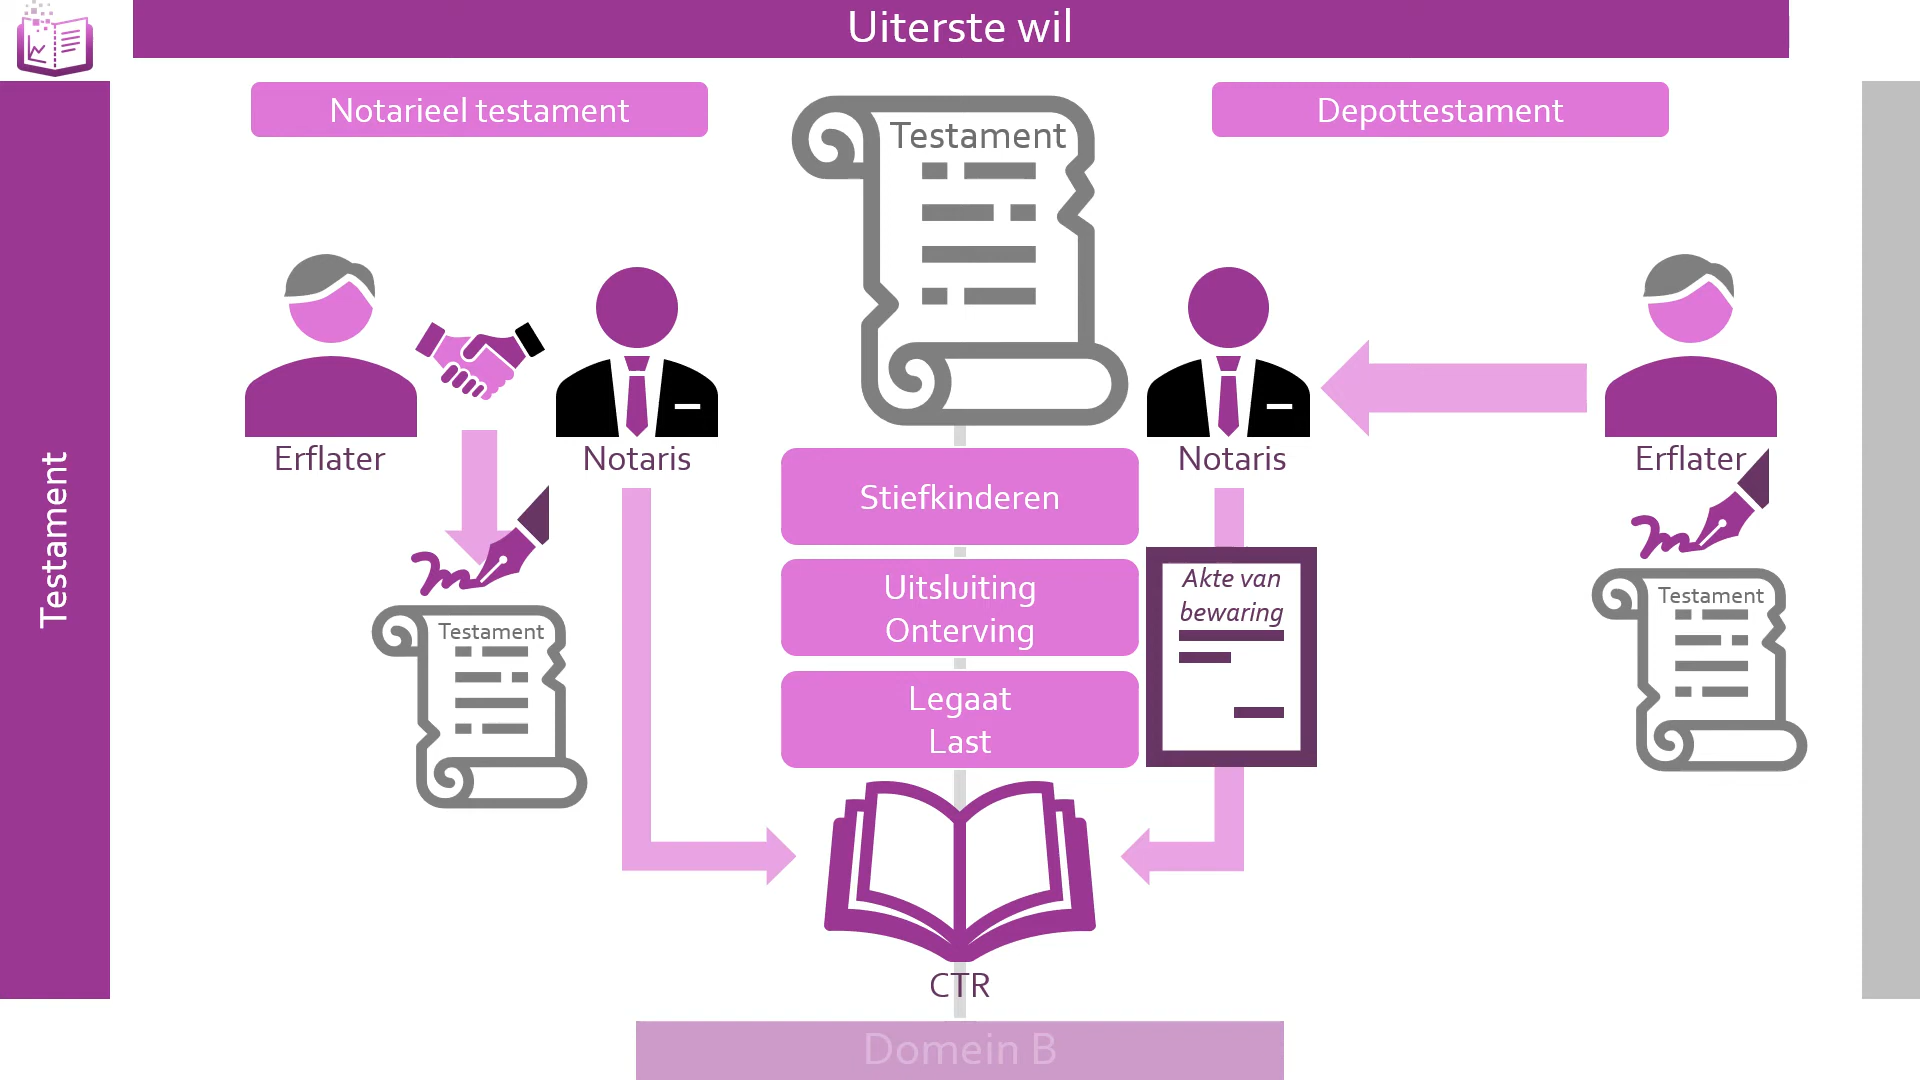 Uiterste wil
Testament
Notarieel testament
Erflater
Notaris
Testament
Testament
Stiefkinderen
Uitsluiting
Onterving
Legaat
Last
CTR
Depottestament
Notaris
Erflater
Akte van
bewaring
Testament
Domein B